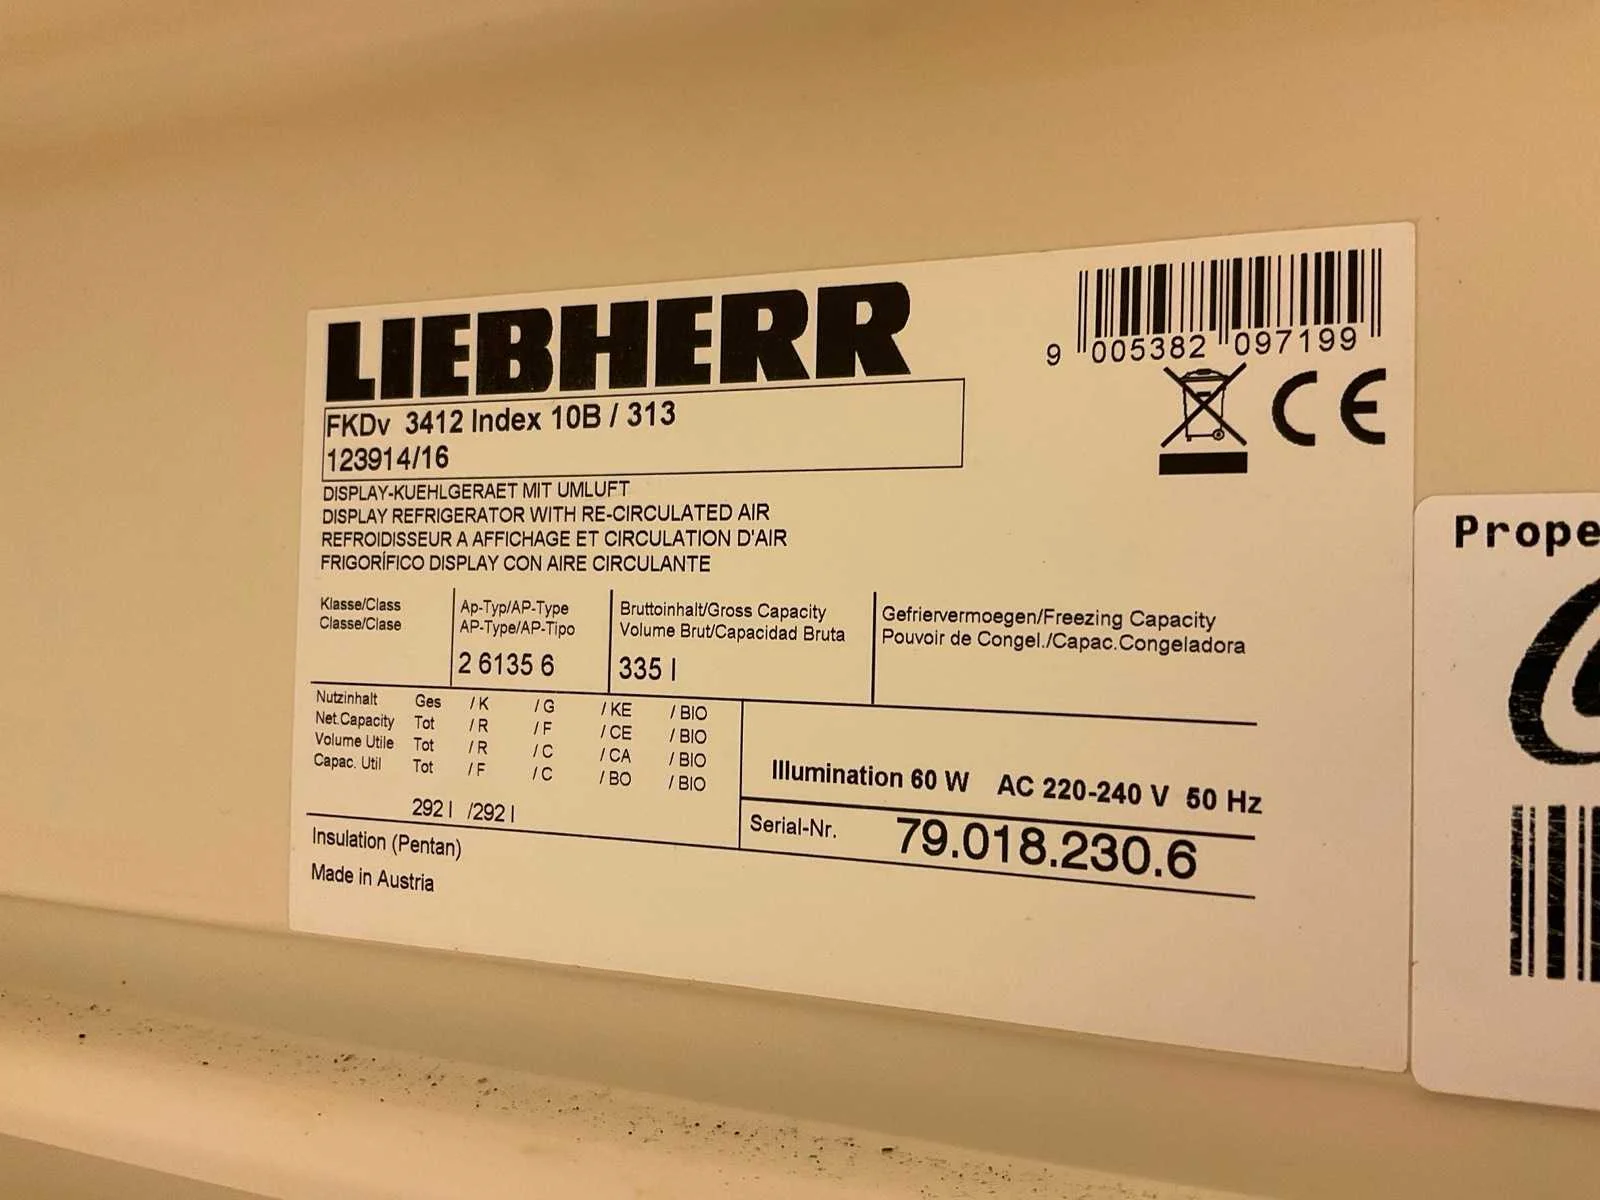 LIEBHERR
9 005382 097199
FKDv 3412 Index 10B / 313
123914/16
CE
DISPLAY-KUEHLGERAET MIT UMLUFT
DISPLAY REFRIGERATOR WITH RE-CIRCULATED AIR
REFROIDISSEUR A AFFICHAGE ET CIRCULATION D'AIR
FRIGORÍFICO DISPLAY CON AIRE CIRCULANTE
Klasse/Class
Classe/Clase
Ap-Typ/AP-Type
AP-Type/AP-Tipo
2 6135 6
Bruttoinhalt/Gross Capacity
Volume Brut/Capacidad Bruta
335 l
Gefriervermoegen/Freezing Capacity
Pouvoir de Congel./Capac.Congeladora
Nutzinhalt Ges / K / G / KE / BIO
Net.Capacity Tot / R / F / CE / BIO
Volume Utile Tot / R / C / CA / BIO
Capac. Util Tot / F / C / BO / BIO
292 l /292 l
Illumination 60 W AC 220-240 V 50 Hz
Serial-Nr. 79.018.230.6
Insulation (Pentan)
Made in Austria
Prope